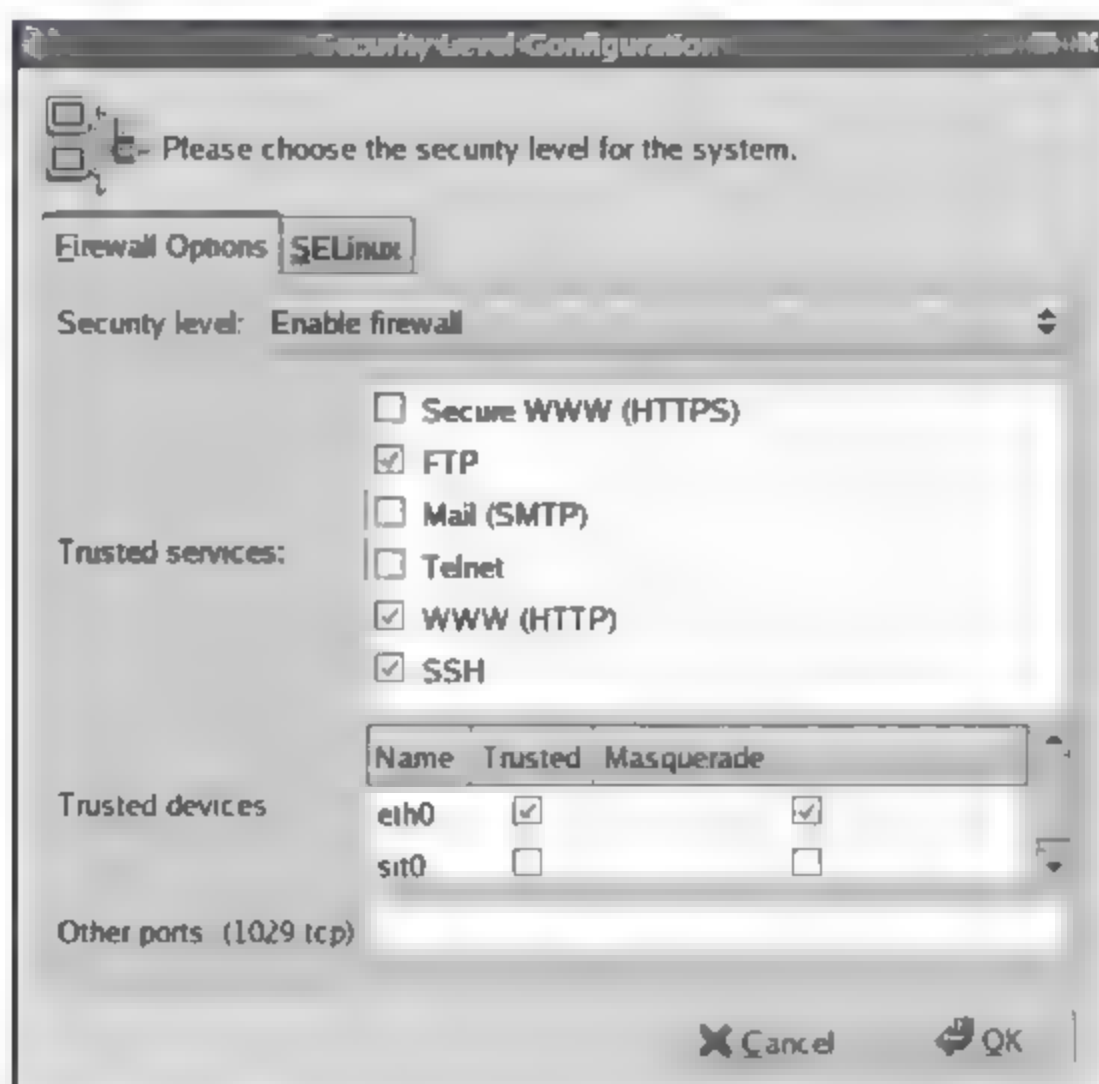 Security Level Configuration
Please choose the security level for the system.
Firewall Options SELinux
Security level: Enable firewall
Secure WWW (HTTPS)
FTP
Mail (SMTP)
Trusted services:
Telnet
WWW (HTTP)
SSH
Name Trusted Masquerade
Trusted devices
eth0
sit0
Other ports (1029 tcp)
Cancel OK